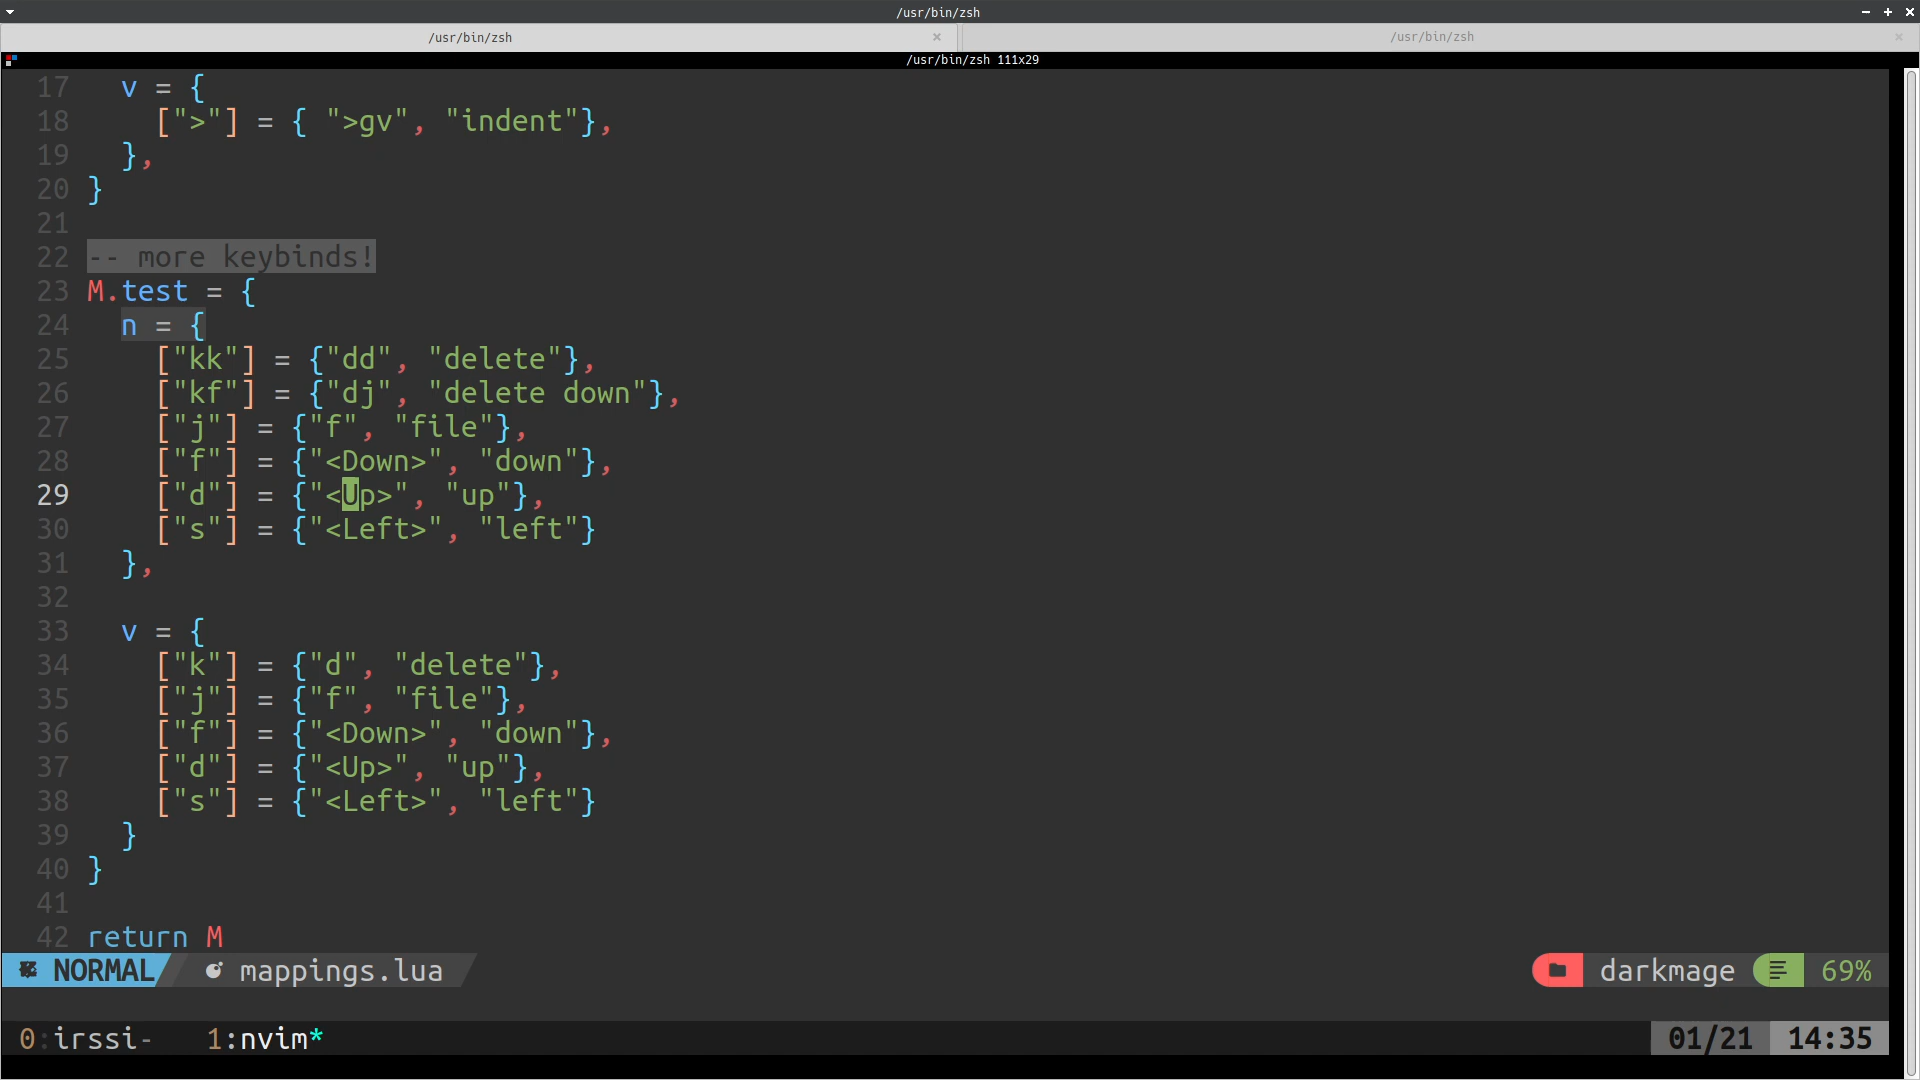 /usr/bin/zsh
/usr/bin/zsh × /usr/bin/zsh ×
/usr/bin/zsh 111x29
17   v = {
18     [">"] = { ">gv", "indent"},
19   },
20 }
21
22 -- more keybinds!
23 M.test = {
24   n = {
25     ["kk"] = {"dd", "delete"},
26     ["kf"] = {"dj", "delete down"},
27     ["j"] = {"f", "file"},
28     ["f"] = {"<Down>", "down"},
29     ["d"] = {"<Up>", "up"},
30     ["s"] = {"<Left>", "left"}
31   },
32
33   v = {
34     ["k"] = {"d", "delete"},
35     ["j"] = {"f", "file"},
36     ["f"] = {"<Down>", "down"},
37     ["d"] = {"<Up>", "up"},
38     ["s"] = {"<Left>", "left"}
39   }
40 }
41
42 return M
NORMAL mappings.lua darkmage 69%
0:irssi- 1:nvim* 01/21 14:35